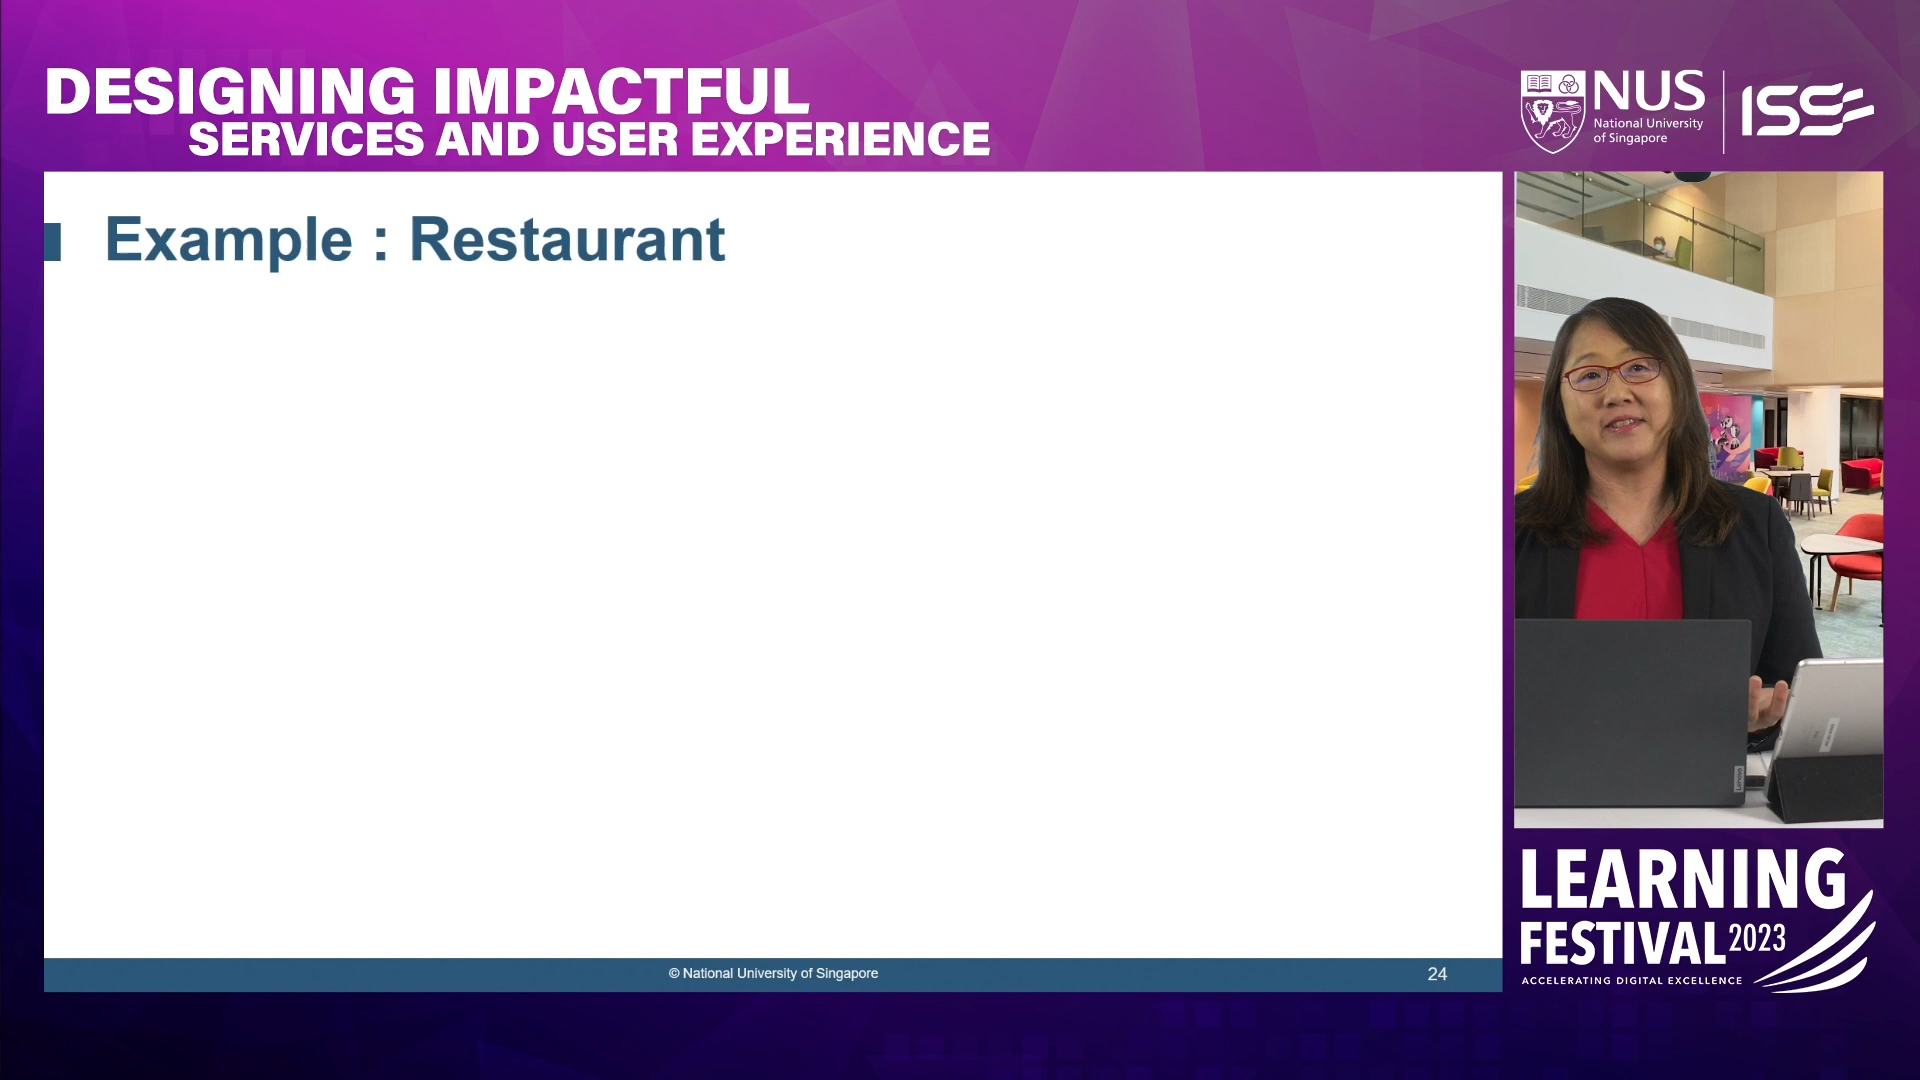 DESIGNING IMPACTFUL
SERVICES AND USER EXPERIENCE
NUS
National University
of Singapore
ISS
Example : Restaurant
© National University of Singapore
24
LEARNING
FESTIVAL 2023
ACCELERATING DIGITAL EXCELLENCE